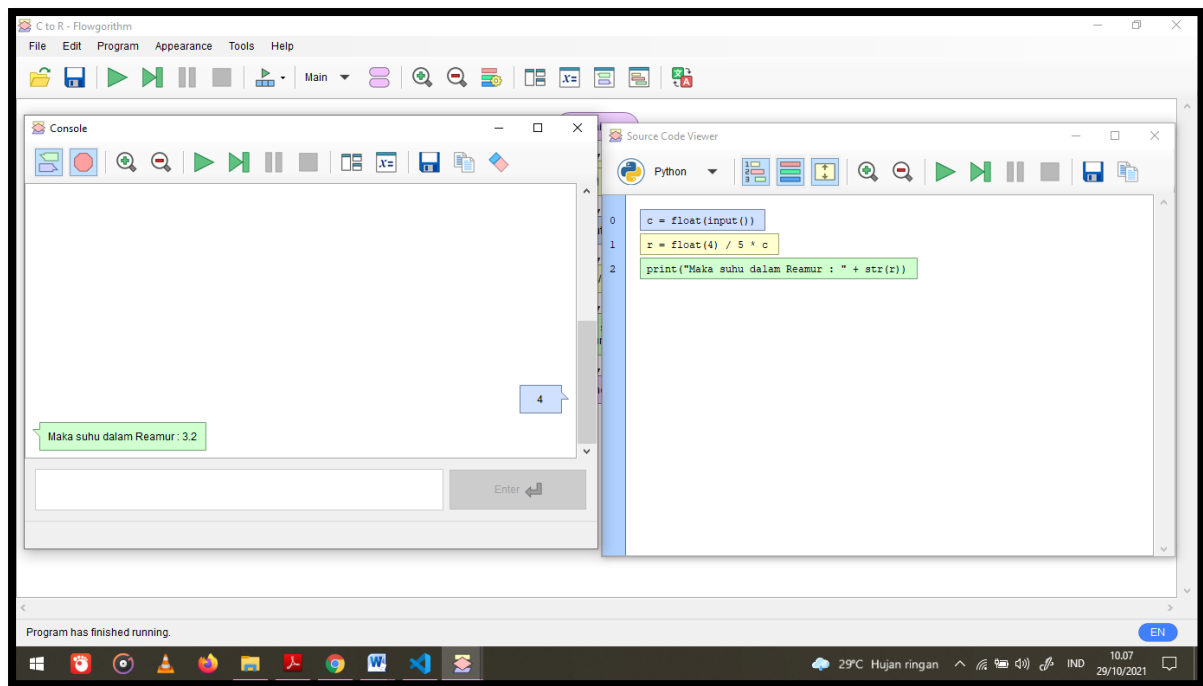 C to R - Flowgorithm
File Edit Program Appearance Tools Help
Main
Console
4
Maka suhu dalam Reamur : 3.2
Enter
Source Code Viewer
Python
0 c = float(input())
1 r = float(4) / 5 * c
2 print("Maka suhu dalam Reamur : " + str(r))
Program has finished running.
EN
29°C Hujan ringan IND 10.07
29/10/2021